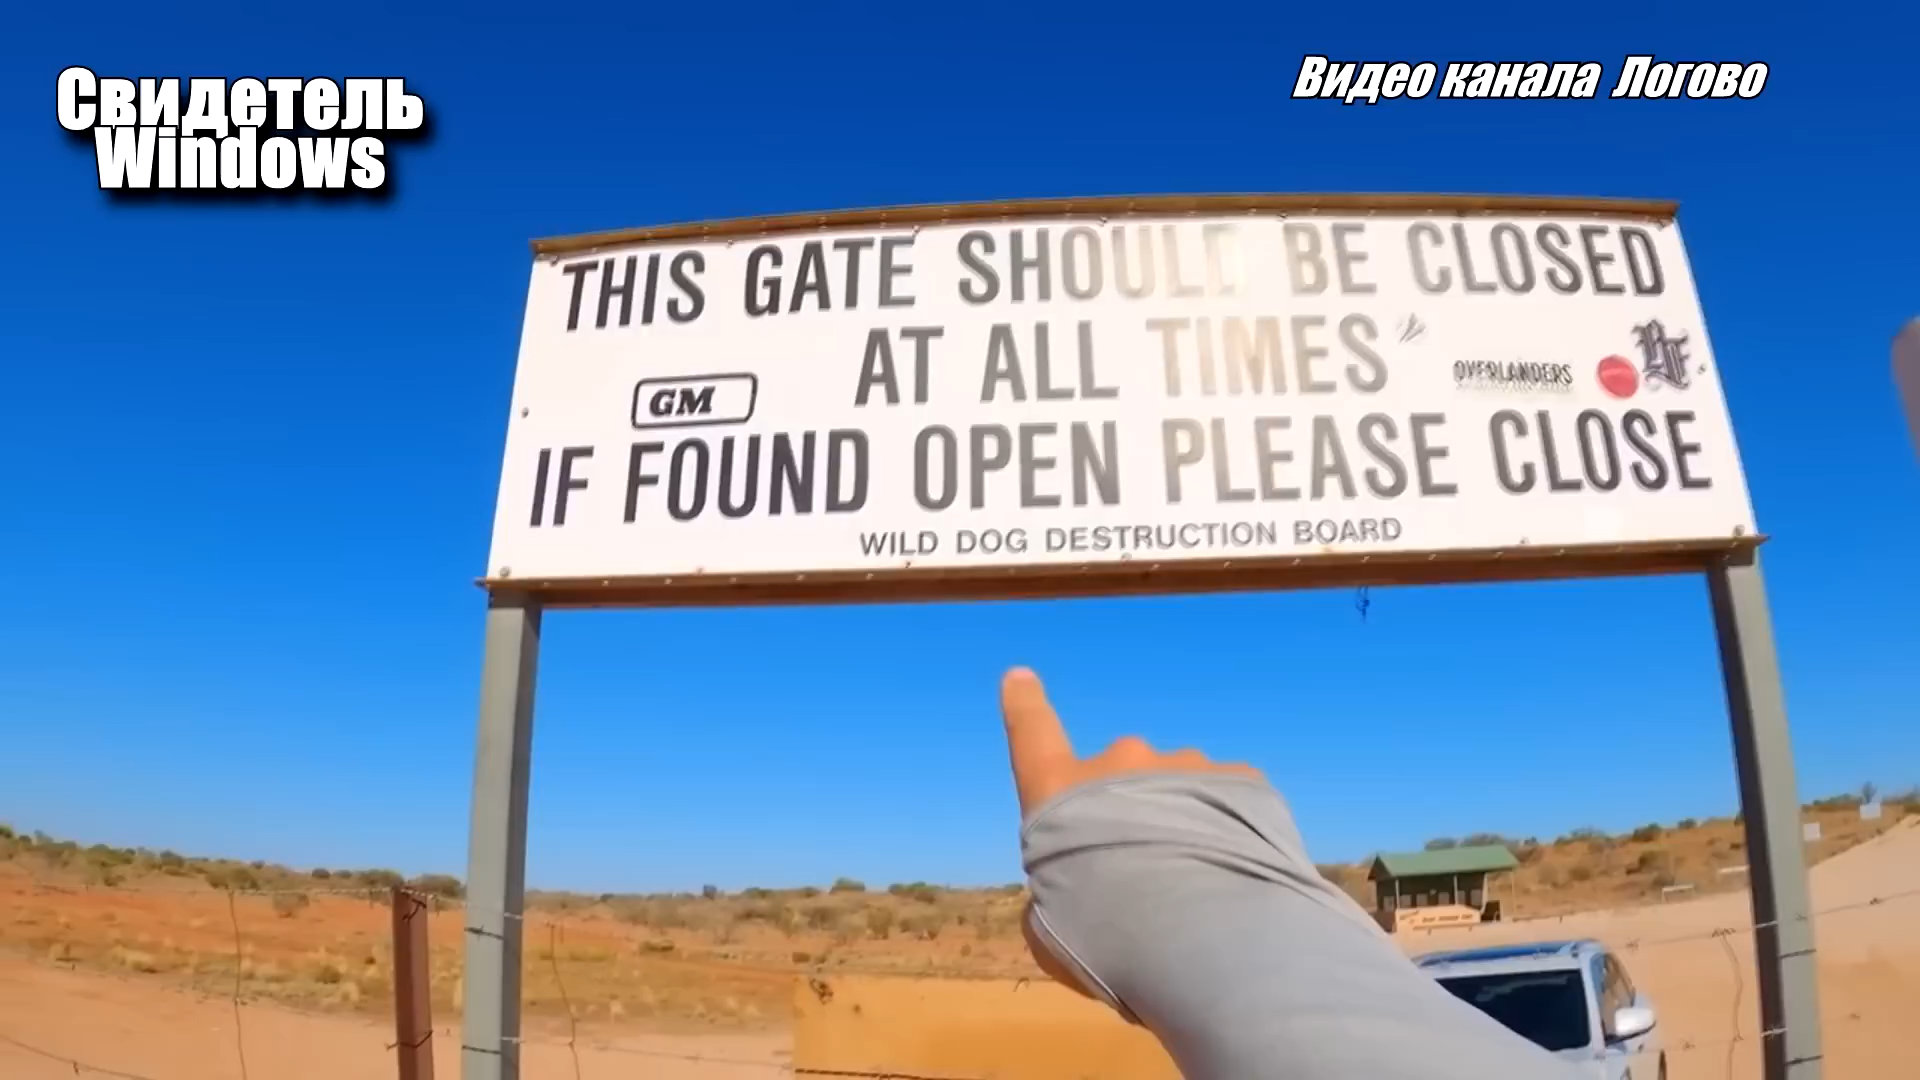 Свидетель
Windows
Видео канала Логово
THIS GATE SHOULD BE CLOSED
AT ALL TIMES
GM
OVERLANDERS
IF FOUND OPEN PLEASE CLOSE
WILD DOG DESTRUCTION BOARD